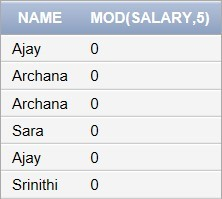 NAME MOD(SALARY,5)
Ajay 0
Archana 0
Archana 0
Sara 0
Ajay 0
Srinithi 0